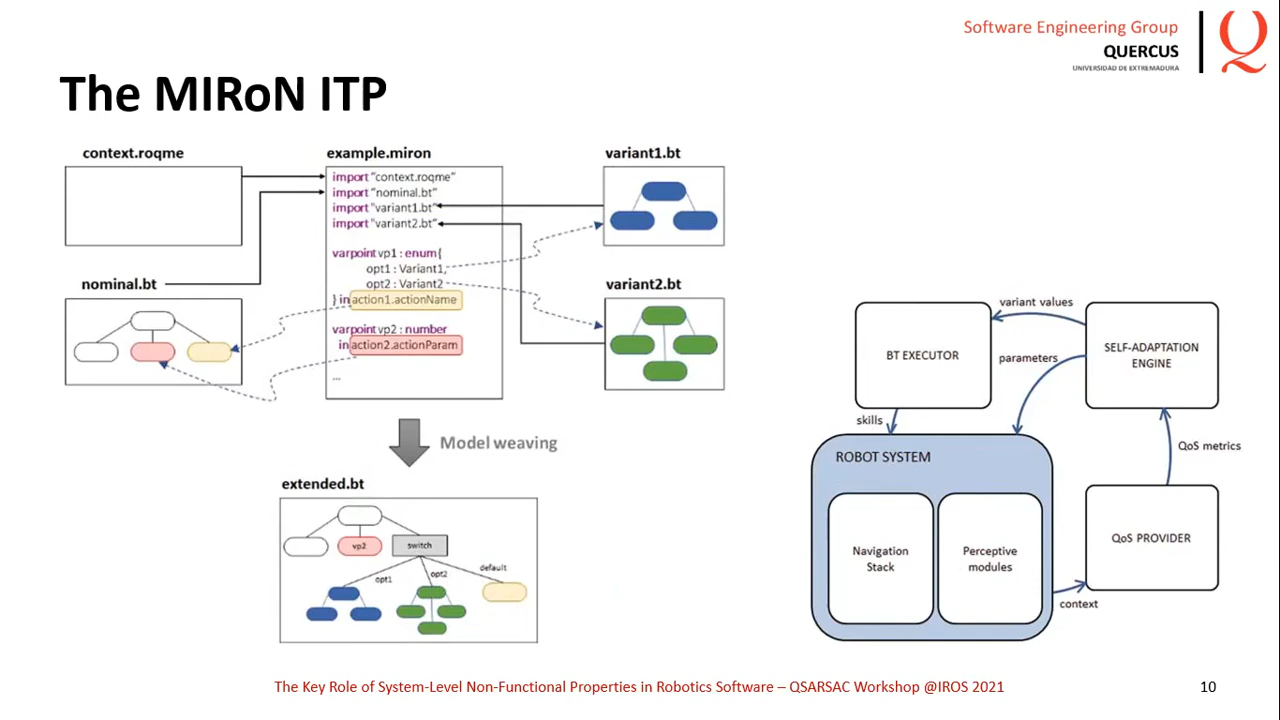 Software Engineering Group
QUERCUS
UNIVERSIDAD DE EXTREMADURA
The MIRoN ITP
context.roqme
example.miron
import "context.roqme"
import "nominal.bt"
import "variant1.bt"
import "variant2.bt"
varpoint vp1 : enum{
opt1 : Variant1,
opt2 : Variant2
} in action1.actionName
varpoint vp2 : number
in action2.actionParam
...
variant1.bt
nominal.bt
variant2.bt
Model weaving
extended.bt
vp2
switch
opt1
opt2
default
variant values
BT EXECUTOR
SELF-ADAPTATION
ENGINE
parameters
skills
QoS metrics
ROBOT SYSTEM
Navigation
Stack
Perceptive
modules
QoS PROVIDER
context
The Key Role of System-Level Non-Functional Properties in Robotics Software – QSARSAC Workshop @IROS 2021
10